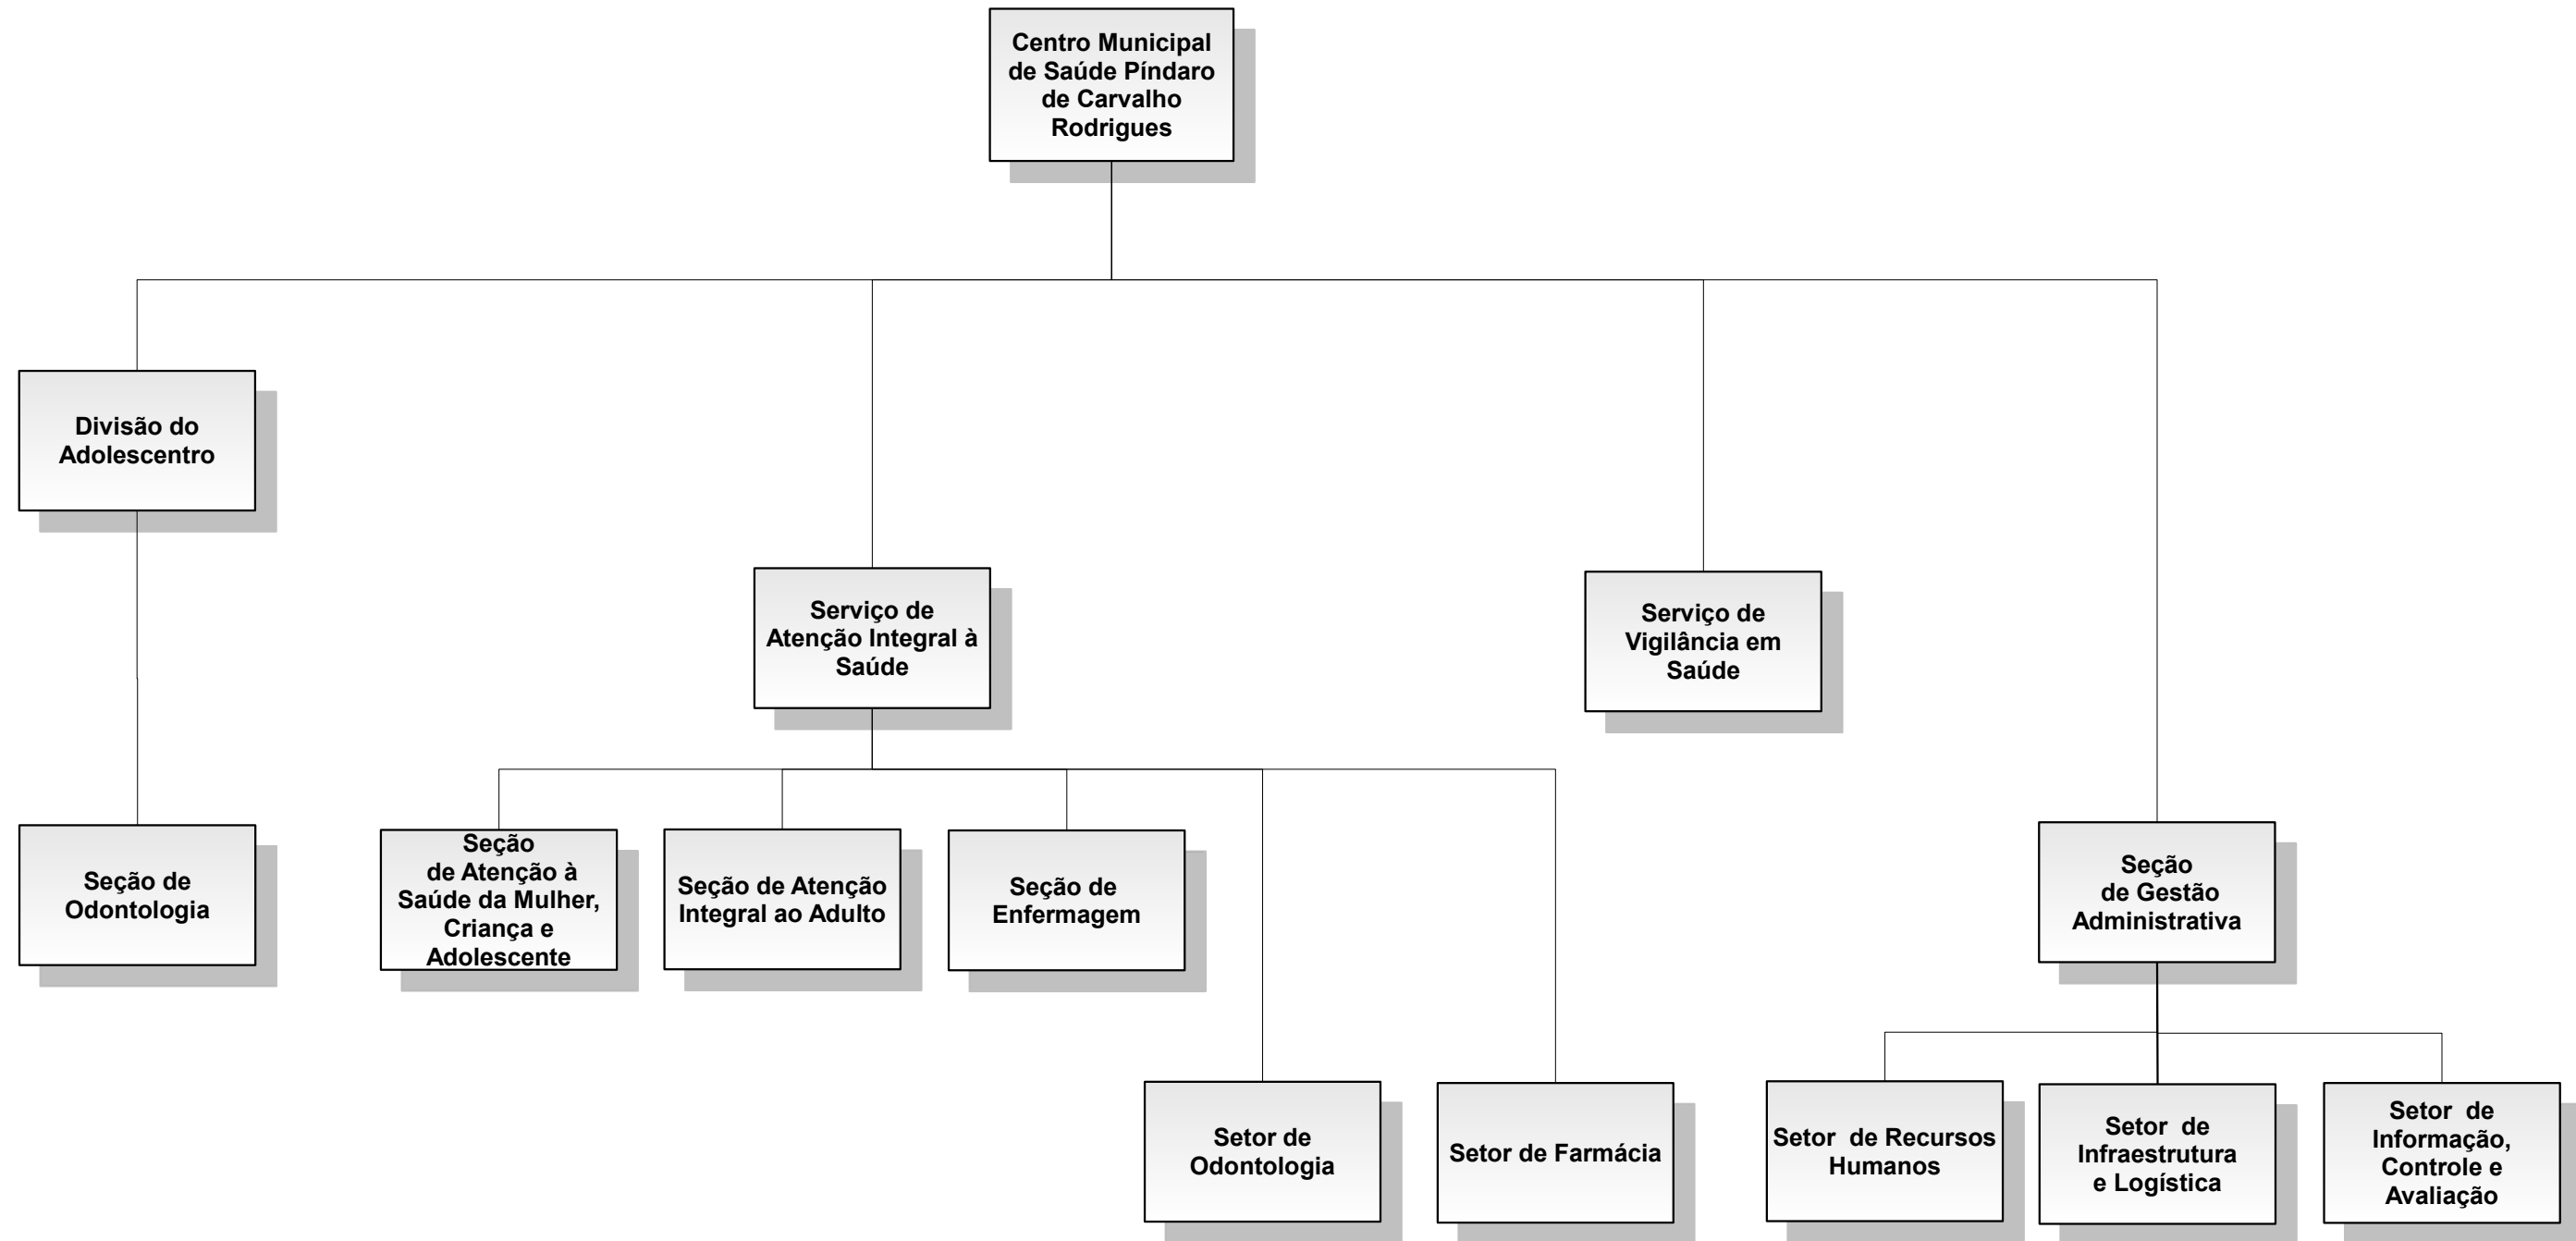 Centro Municipal
de Saúde Píndaro
de Carvalho
Rodrigues
Divisão do
Adolescentro
Serviço de
Atenção Integral à
Saúde
Serviço de
Vigilância em
Saúde
Seção de
Odontologia
Seção
de Atenção à
Saúde da Mulher,
Criança e
Adolescente
Seção de Atenção
Integral ao Adulto
Seção de
Enfermagem
Seção
de Gestão
Administrativa
Setor de
Odontologia
Setor de Farmácia
Setor  de Recursos
Humanos
Setor  de
Infraestrutura
e Logística
Setor  de
Informação,
Controle e
Avaliação